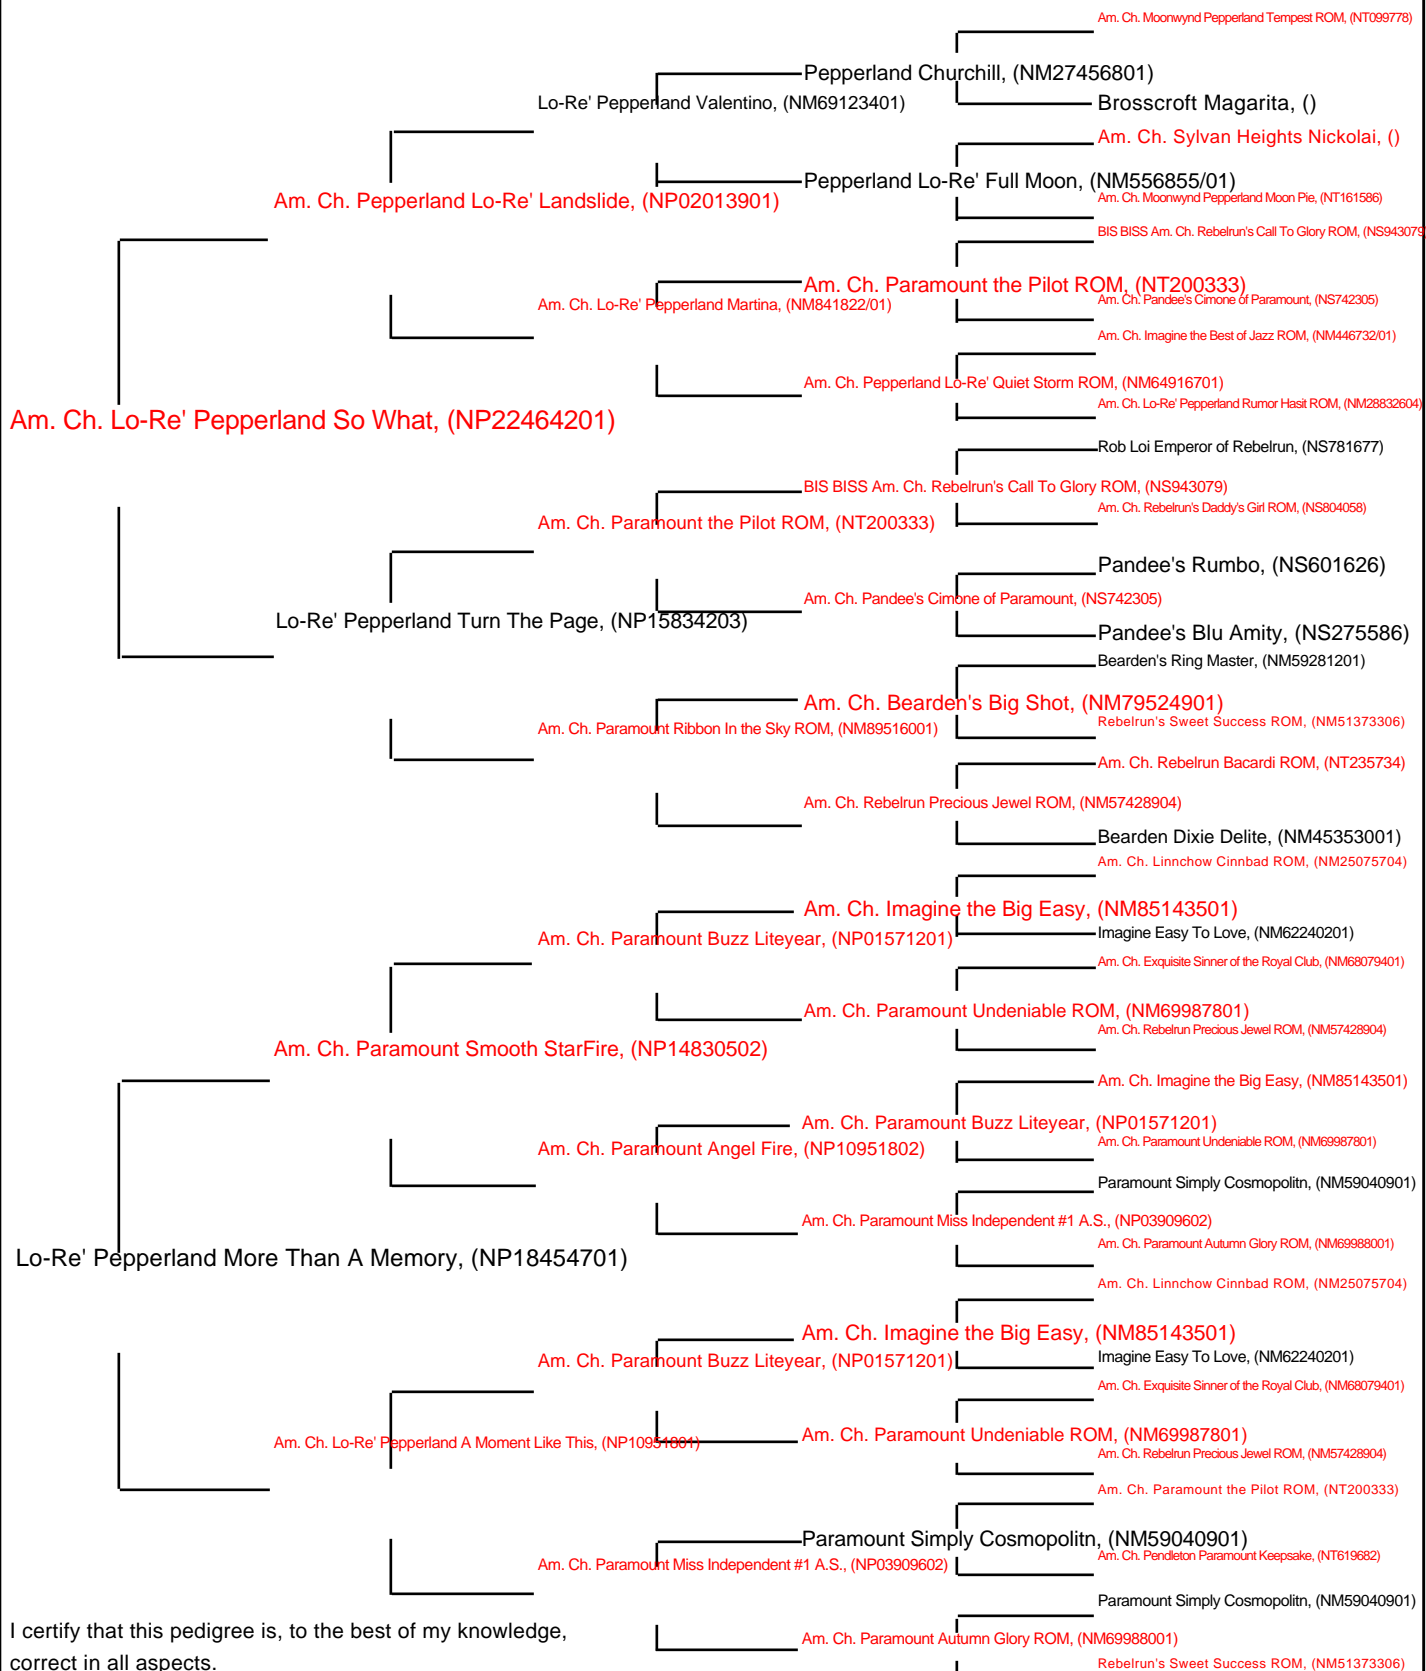 Am. Ch. Moonwynd Pepperland Tempest ROM, (NT099778)
Pepperland Churchill, (NM27456801)
Lo-Re' Pepperland Valentino, (NM69123401)
Brosscroft Magarita, ()
Am. Ch. Sylvan Heights Nickolai, ()
Pepperland Lo-Re' Full Moon, (NM556855/01)
Am. Ch. Pepperland Lo-Re' Landslide, (NP02013901)
Am. Ch. Moonwynd Pepperland Moon Pie, (NT161586)
BIS BISS Am. Ch. Rebelrun's Call To Glory ROM, (NS943079
Am. Ch. Paramount the Pilot ROM, (NT200333)
Am. Ch. Lo-Re' Pepperland Martina, (NM841822/01)
Am. Ch. Pandee's Cimone of Paramount, (NS742305)
Am. Ch. Imagine the Best of Jazz ROM, (NM446732/01)
Am. Ch. Pepperland Lo-Re' Quiet Storm ROM, (NM64916701)
Am. Ch. Lo-Re' Pepperland Rumor Hasit ROM, (NM28832604)
Am. Ch. Lo-Re' Pepperland So What, (NP22464201)
Rob Loi Emperor of Rebelrun, (NS781677)
BIS BISS Am. Ch. Rebelrun's Call To Glory ROM, (NS943079)
Am. Ch. Paramount the Pilot ROM, (NT200333)
Am. Ch. Rebelrun's Daddy's Girl ROM, (NS804058)
Pandee's Rumbo, (NS601626)
Am. Ch. Pandee's Cimone of Paramount, (NS742305)
Lo-Re' Pepperland Turn The Page, (NP15834203)
Pandee's Blu Amity, (NS275586)
Bearden's Ring Master, (NM59281201)
Am. Ch. Bearden's Big Shot, (NM79524901)
Am. Ch. Paramount Ribbon In the Sky ROM, (NM89516001)
Rebelrun's Sweet Success ROM, (NM51373306)
Am. Ch. Rebelrun Bacardi ROM, (NT235734)
Am. Ch. Rebelrun Precious Jewel ROM, (NM57428904)
Bearden Dixie Delite, (NM45353001)
Am. Ch. Linnchow Cinnbad ROM, (NM25075704)
Am. Ch. Imagine the Big Easy, (NM85143501)
Am. Ch. Paramount Buzz Liteyear, (NP01571201)
Imagine Easy To Love, (NM62240201)
Am. Ch. Exquisite Sinner of the Royal Club, (NM68079401)
Am. Ch. Paramount Undeniable ROM, (NM69987801)
Am. Ch. Paramount Smooth StarFire, (NP14830502)
Am. Ch. Rebelrun Precious Jewel ROM, (NM57428904)
Am. Ch. Imagine the Big Easy, (NM85143501)
Am. Ch. Paramount Buzz Liteyear, (NP01571201)
Am. Ch. Paramount Angel Fire, (NP10951802)
Am. Ch. Paramount Undeniable ROM, (NM69987801)
Paramount Simply Cosmopolitn, (NM59040901)
Am. Ch. Paramount Miss Independent #1 A.S., (NP03909602)
Am. Ch. Paramount Autumn Glory ROM, (NM69988001)
Lo-Re' Pepperland More Than A Memory, (NP18454701)
Am. Ch. Linnchow Cinnbad ROM, (NM25075704)
Am. Ch. Imagine the Big Easy, (NM85143501)
Am. Ch. Paramount Buzz Liteyear, (NP01571201)
Imagine Easy To Love, (NM62240201)
Am. Ch. Exquisite Sinner of the Royal Club, (NM68079401)
Am. Ch. Paramount Undeniable ROM, (NM69987801)
Am. Ch. Lo-Re' Pepperland A Moment Like This, (NP10951801)
Am. Ch. Rebelrun Precious Jewel ROM, (NM57428904)
Am. Ch. Paramount the Pilot ROM, (NT200333)
Paramount Simply Cosmopolitn, (NM59040901)
Am. Ch. Paramount Miss Independent #1 A.S., (NP03909602)
Am. Ch. Pendleton Paramount Keepsake, (NT619682)
Paramount Simply Cosmopolitn, (NM59040901)
Am. Ch. Paramount Autumn Glory ROM, (NM69988001)
Rebelrun's Sweet Success ROM, (NM51373306)
I certify that this pedigree is, to the best of my knowledge,
correct in all aspects.